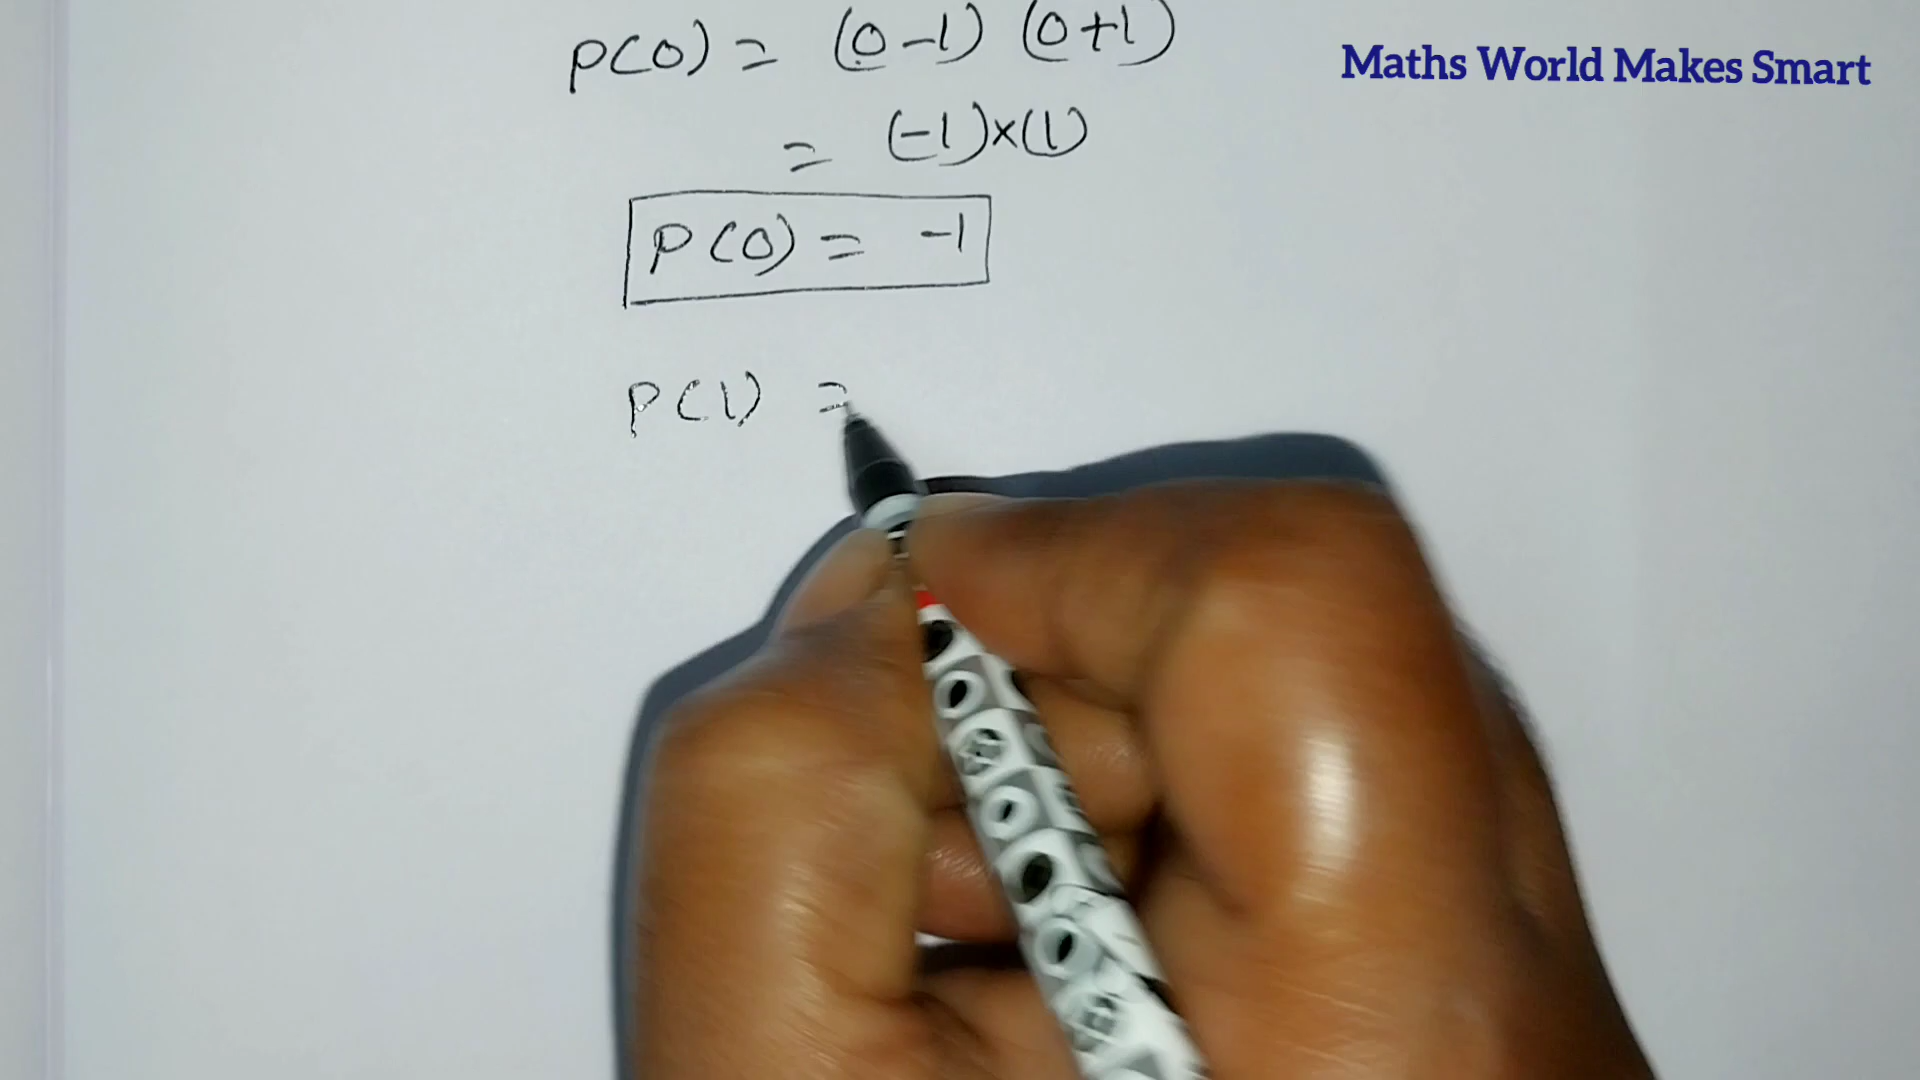 P(0) = (0-1) (0+1)
Maths World Makes Smart
= (-1)×(1)
P(0) = -1
P(1) =